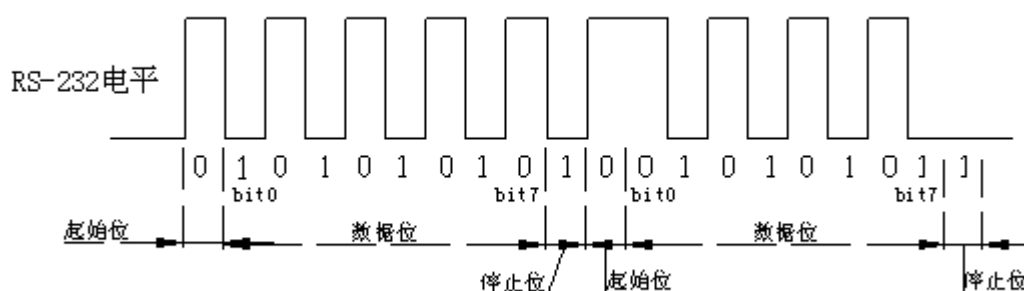 RS-232电平
0 1 0 1 0 1 0 1 0 1 0 0 1 0 1 0 1 0 1 1
bit0 bit7 bit0 bit7
起始位 数据位 数据位
停止位 起始位 停止位